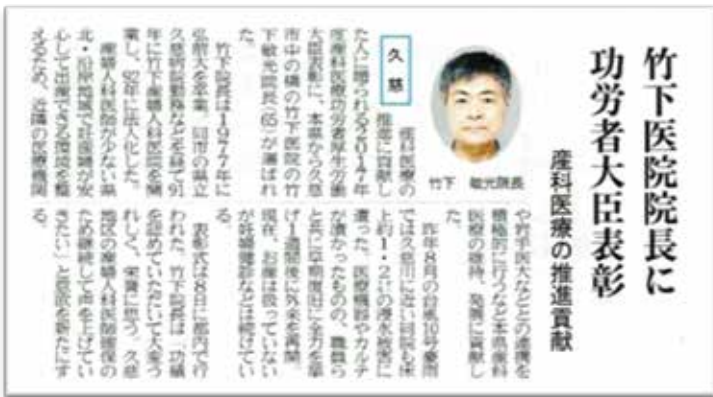 竹下医院院長に
功労者大臣表彰
産科医療の推進貢献
竹下 敏光院長
久慈
産科医療の
推進に貢献し
た人に贈られる2017年
度産科医療功労者厚生労働
大臣表彰に、本県から久慈
市中の橋の竹下医院の竹
下敏光院長(65)が選ばれ
た。
竹下院長は1977年に
弘前大を卒業。同市の県立
久慈病院勤務などを経て91
年に竹下産婦人科医院を開
業し、92年に法人化した。
産婦人科医師が少ない県
北・沿岸地域で妊産婦が安
心して出産できる環境を整
えるため、近隣の医療機関
や岩手医大などとの連携を
積極的に行うなど本県産科
医療の維持、発展に貢献し
た。
昨年8月の台風10号豪雨
では久慈川に近い同院も床
上約1・2㍍の浸水被害に
遭った。医療機器やカルテ
が漬かったものの、職員ら
と共に早期復旧に全力を挙
げ1週間後に外来を再開。
現在、お産は扱っていない
が妊婦健診などは続けてい
る。
表彰式は8日に都内で行
われた。竹下院長は「功績
を認めていただいて大変う
れしく、栄誉に思う。久慈
地区の産婦人科医師確保の
ため継続して声を上げてい
きたい」と意欲を新たにす
る。